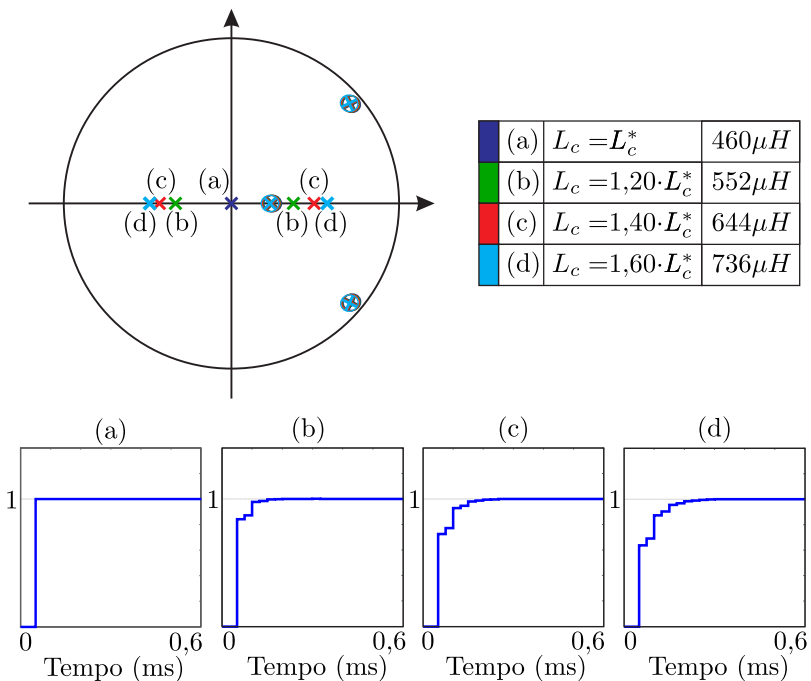 (c) (a) (c)
(d) (b) (b) (d)
(a) L_c = L_c^* 460μH
(b) L_c = 1,20·L_c^* 552μH
(c) L_c = 1,40·L_c^* 644μH
(d) L_c = 1,60·L_c^* 736μH
(a) (b) (c) (d)
1 1 1 1
0 0,6 0 0,6 0 0,6 0 0,6
Tempo (ms) Tempo (ms) Tempo (ms) Tempo (ms)